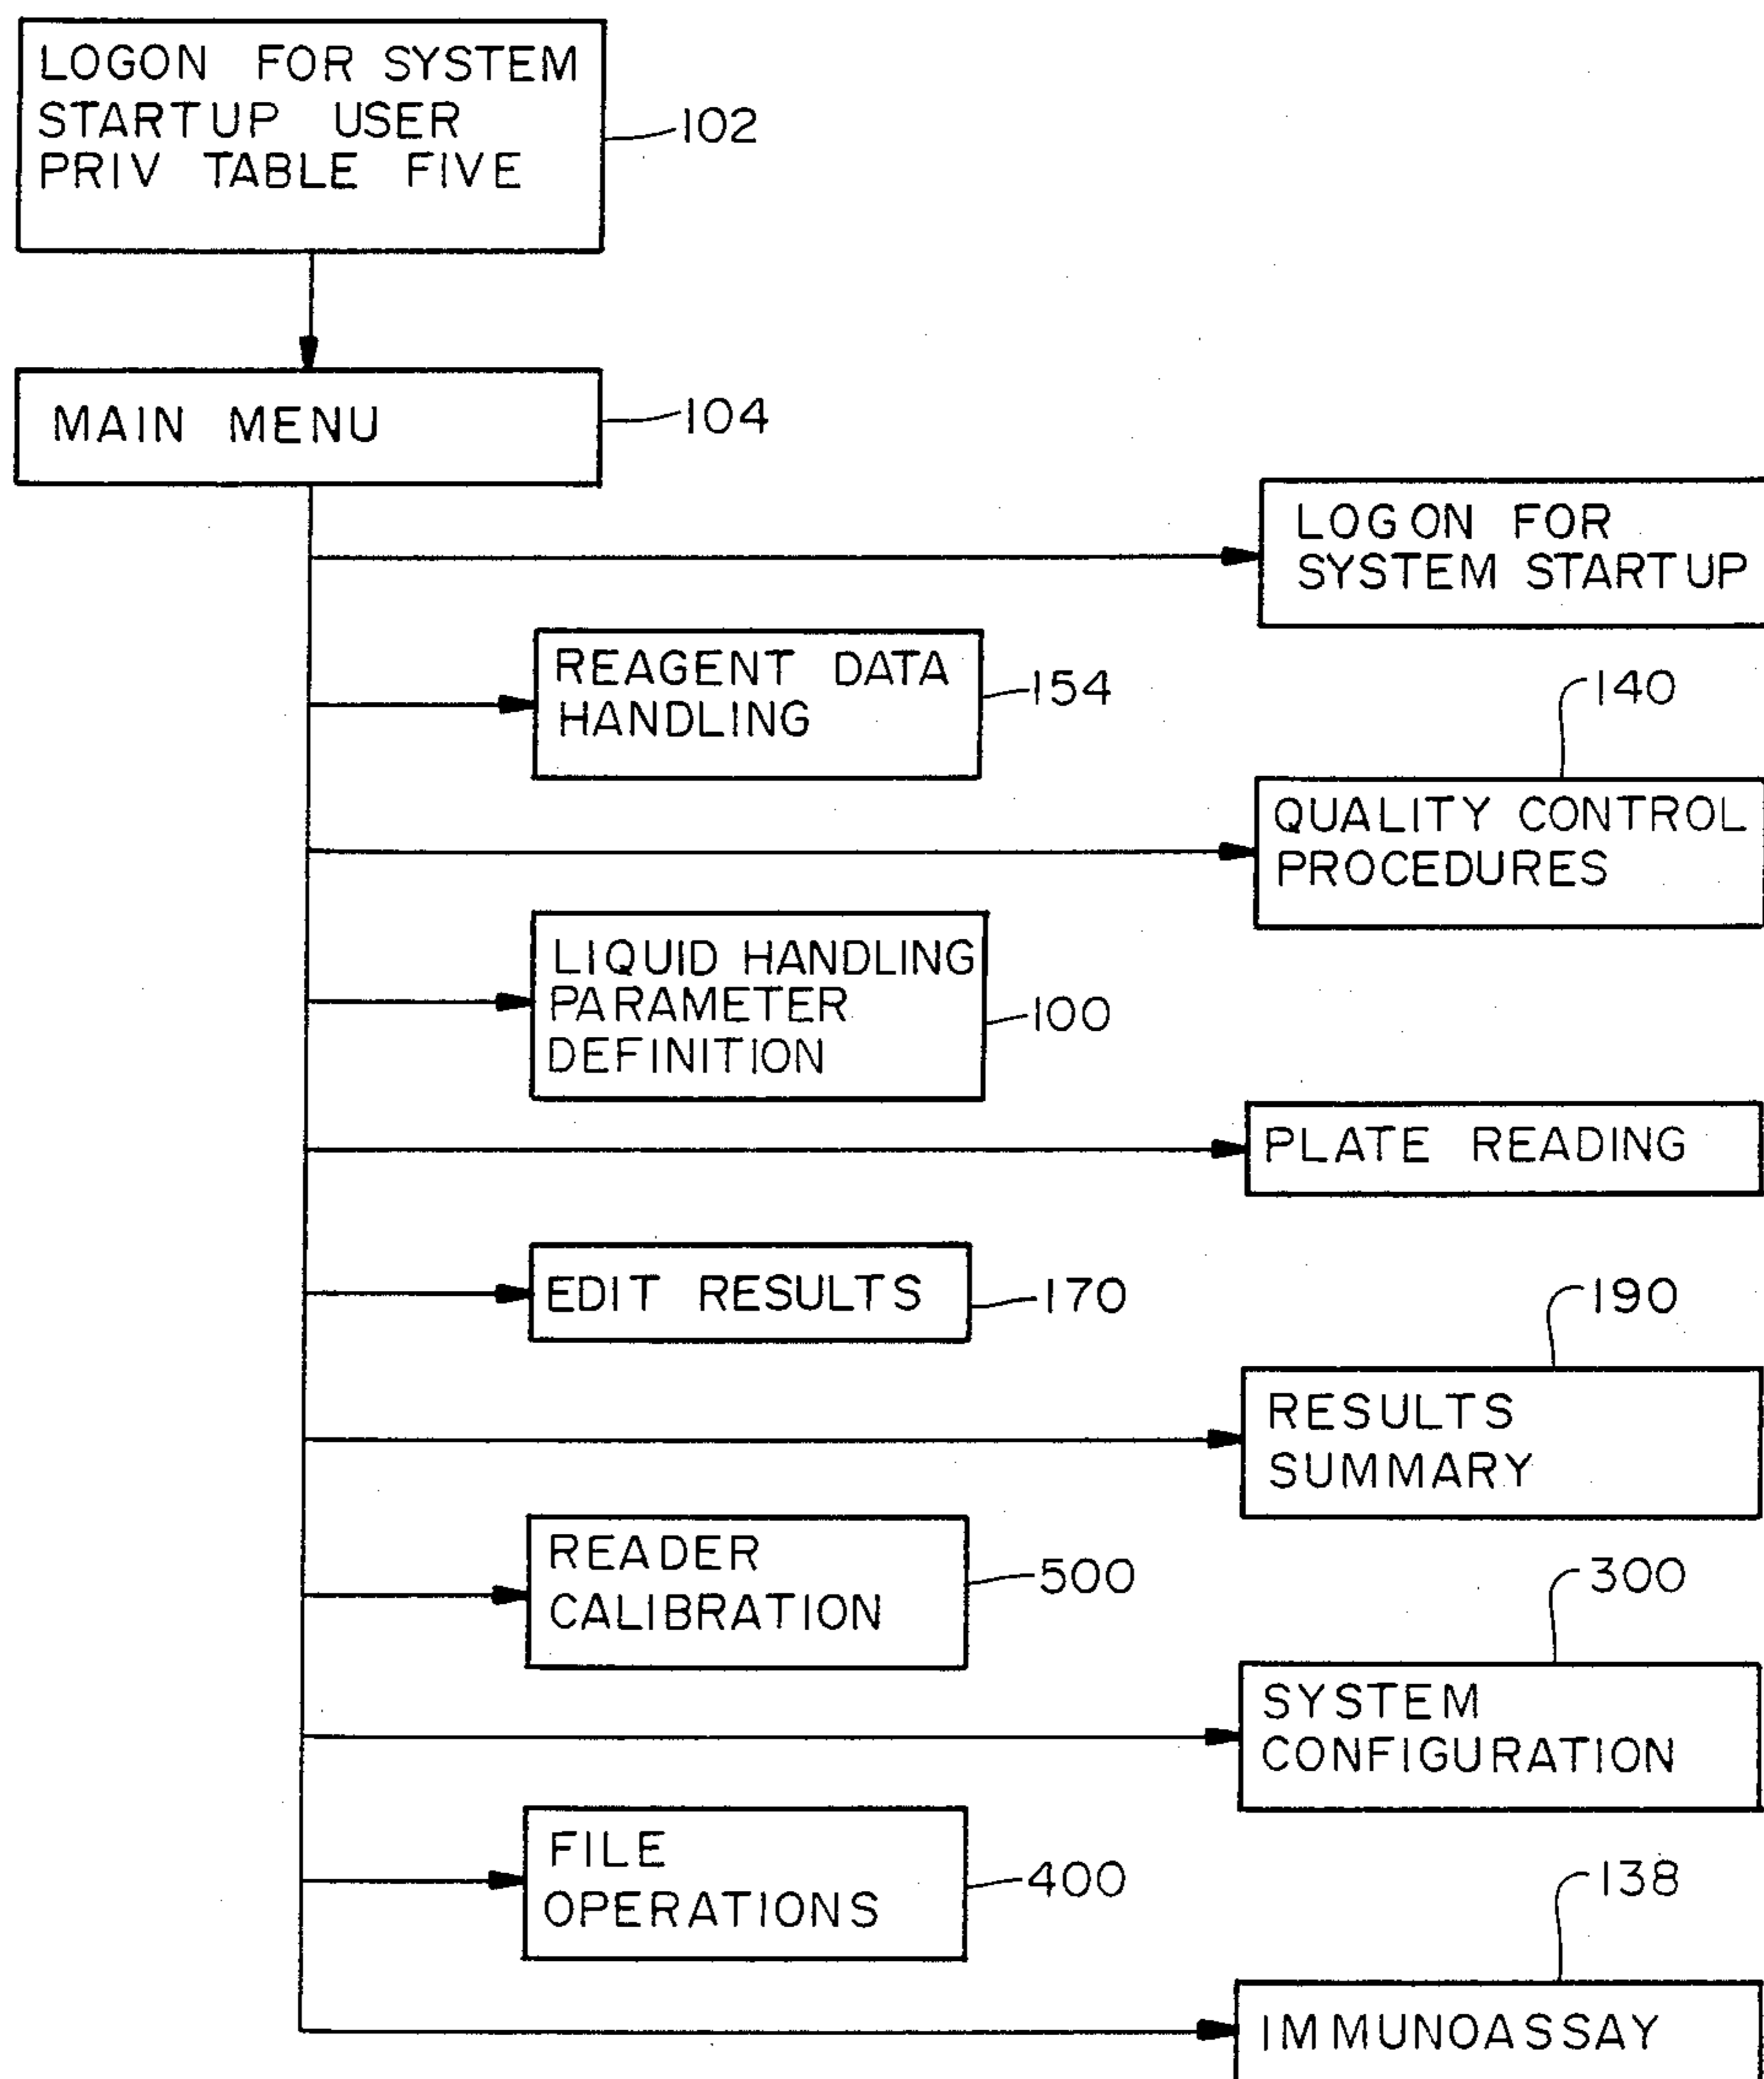 LOGON FOR SYSTEM
STARTUP USER
PRIV TABLE FIVE
102
MAIN MENU
104
LOGON FOR
SYSTEM STARTUP
REAGENT DATA
HANDLING
154
140
QUALITY CONTROL
PROCEDURES
LIQUID HANDLING
PARAMETER
DEFINITION
100
PLATE READING
EDIT RESULTS
170
190
RESULTS
SUMMARY
READER
CALIBRATION
500
300
SYSTEM
CONFIGURATION
FILE
OPERATIONS
400
138
IMMUNOASSAY